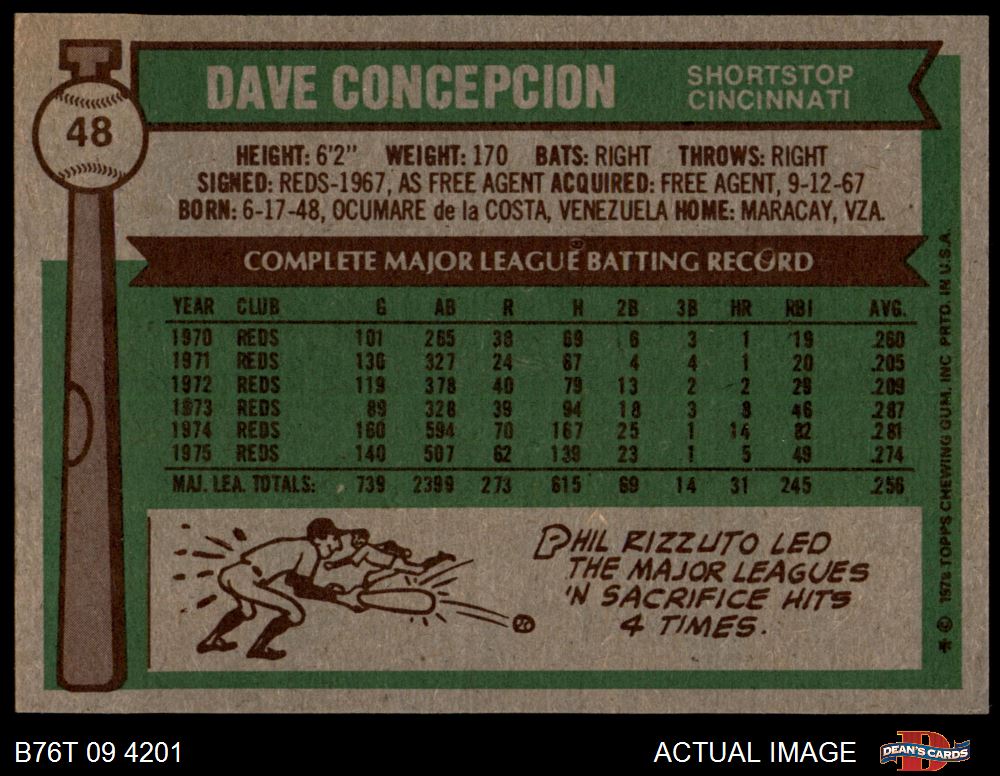 48
DAVE CONCEPCION
SHORTSTOP
CINCINNATI
HEIGHT: 6'2" WEIGHT: 170 BATS: RIGHT THROWS: RIGHT
SIGNED: REDS-1967, AS FREE AGENT ACQUIRED: FREE AGENT, 9-12-67
BORN: 6-17-48, OCUMARE de la COSTA, VENEZUELA HOME: MARACAY, VZA.
COMPLETE MAJOR LEAGUE BATTING RECORD
YEAR CLUB G AB R H 2B 3B HR RBI AVG.
1970 REDS 101 265 38 69 6 3 1 19 .260
1971 REDS 130 327 24 67 4 4 1 20 .205
1972 REDS 119 378 40 79 13 2 2 29 .209
1973 REDS 89 328 39 94 18 3 8 46 .287
1974 REDS 160 594 70 167 25 1 14 82 .281
1975 REDS 140 507 62 139 23 1 5 49 .274
MAJ. LEA. TOTALS: 739 2399 273 615 89 14 31 245 .256
PHIL RIZZUTO LED
THE MAJOR LEAGUES
'N SACRIFICE HITS
4 TIMES.
* © 1976 TOPPS CHEWING GUM, INC PRTD. IN U.S.A.
B76T 09 4201
ACTUAL IMAGE
D
DEAN'S CARDS